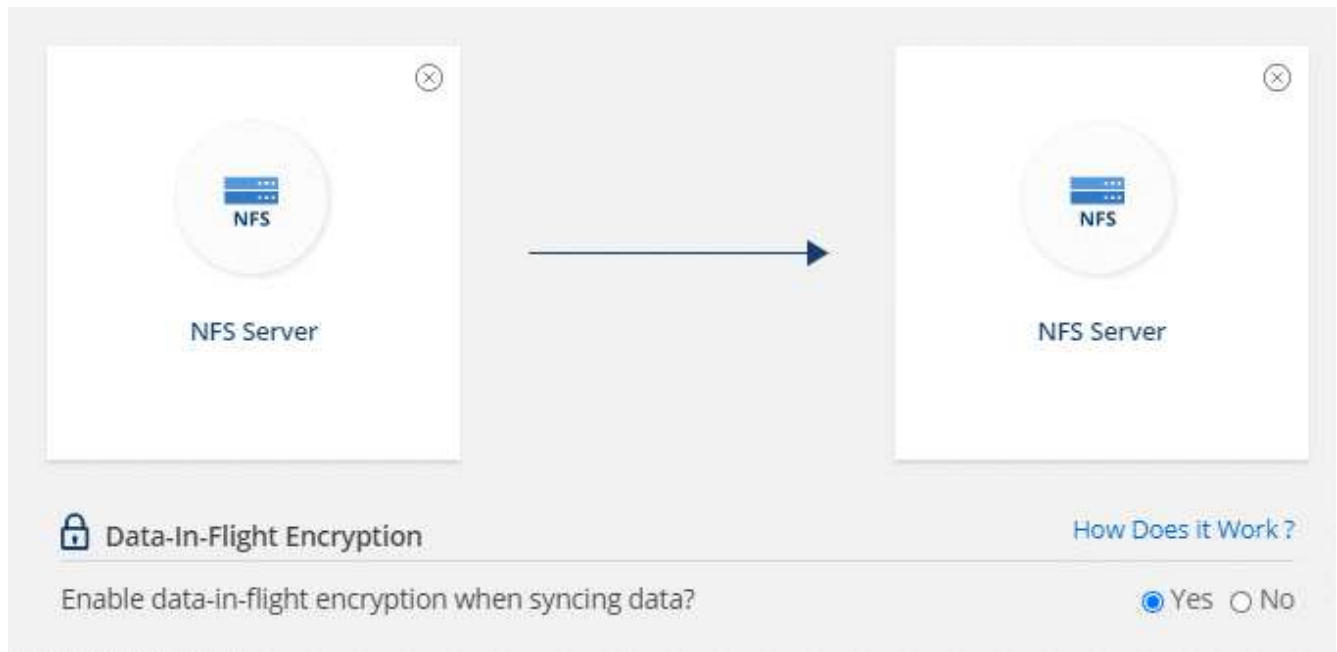 NFS
NFS
NFS Server
NFS Server
Data-In-Flight Encryption
How Does it Work ?
Enable data-in-flight encryption when syncing data?
Yes No